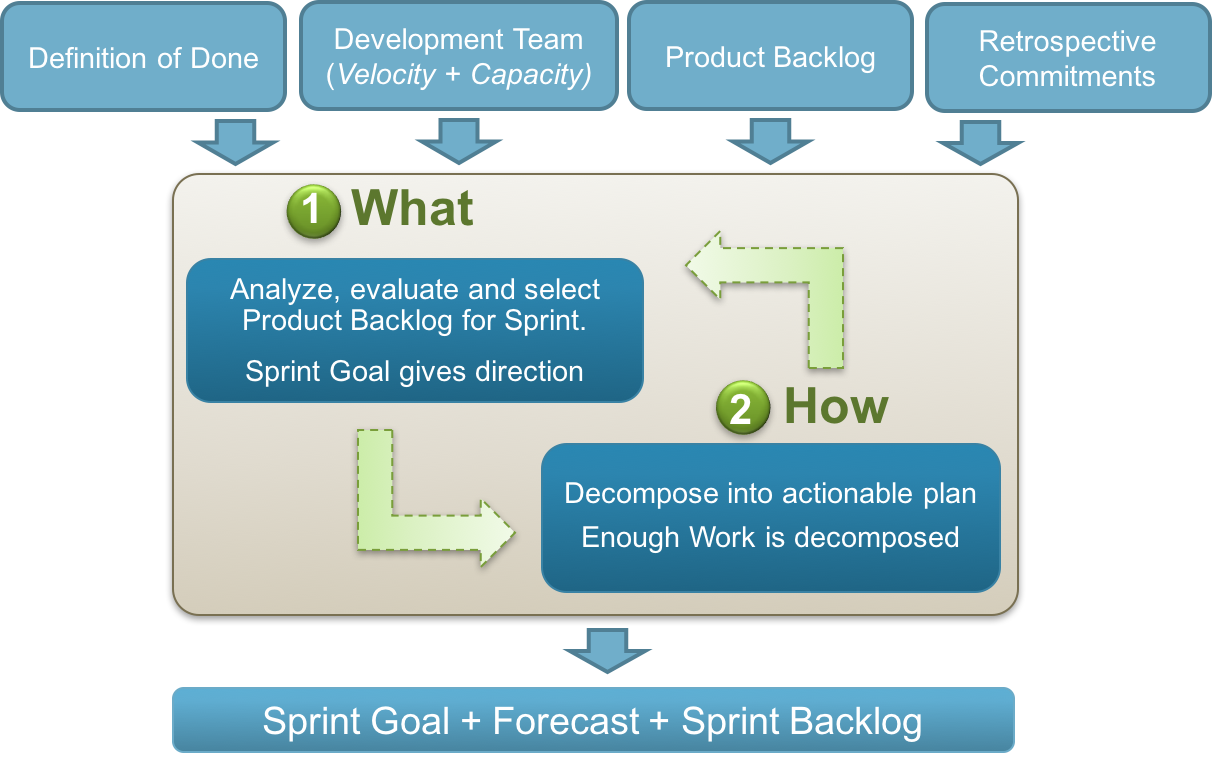 Definition of Done
Development Team
(Velocity + Capacity)
Product Backlog
Retrospective
Commitments
1 What
Analyze, evaluate and select
Product Backlog for Sprint.
Sprint Goal gives direction
2 How
Decompose into actionable plan
Enough Work is decomposed
Sprint Goal + Forecast + Sprint Backlog